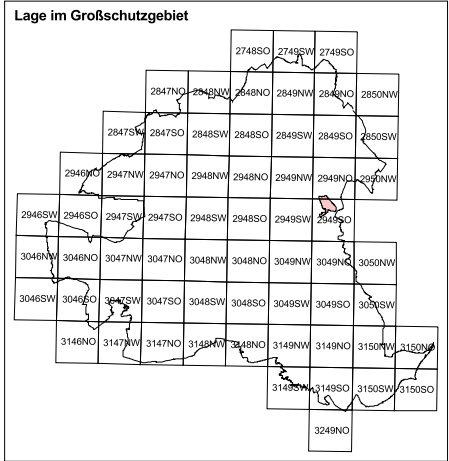 Lage im Großschutzgebiet
2748SO 2749SW 2749SO
2847NO 2848NW 2848NO 2849NW 2849NO 2850NW
2847SW 2847SO 2848SW 2848SO 2849SW 2849SO 2850SW
2946NO 2947NW 2947NO 2948NW 2948NO 2949NW 2949NO 2950NW
2946SW 2946SO 2947SW 2947SO 2948SW 2948SO 2949SW 2949SO
3046NW 3046NO 3047NW 3047NO 3048NW 3048NO 3049NW 3049NO 3050NW
3046SW 3046SO 3047SW 3047SO 3048SW 3048SO 3049SW 3049SO 3050SW
3146NO 3147NW 3147NO 3148NW 3148NO 3149NW 3149NO 3150NW 3150NO
3149SW 3149SO 3150SW 3150SO
3249NO